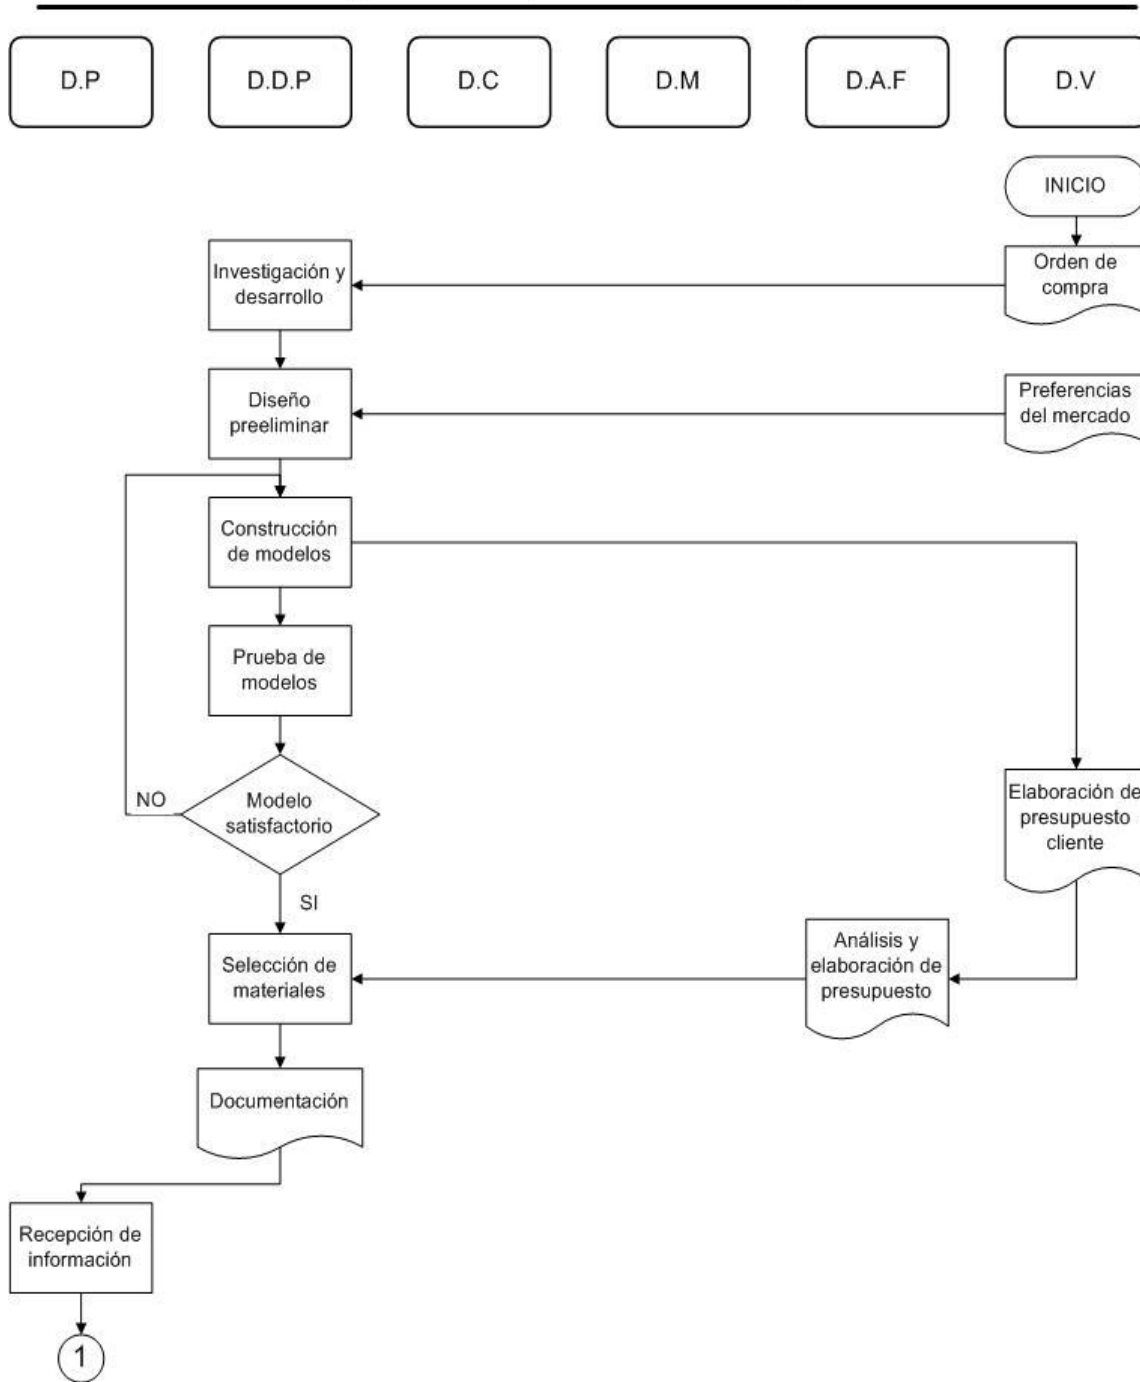 D.P
D.D.P
D.C
D.M
D.A.F
D.V
INICIO
Orden de
compra
Investigación y
desarrollo
Preferencias
del mercado
Diseño
preeliminar
Construcción
de modelos
Prueba de
modelos
Modelo
satisfactorio
NO
SI
Elaboración de
presupuesto
cliente
Análisis y
elaboración de
presupuesto
Selección de
materiales
Documentación
Recepción de
información
1